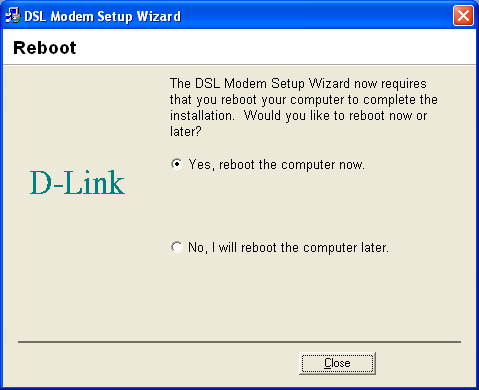 DSL Modem Setup Wizard
Reboot
The DSL Modem Setup Wizard now requires
that you reboot your computer to complete the
installation.  Would you like to reboot now or
later?
Yes, reboot the computer now.
D-Link
No, I will reboot the computer later.
Close